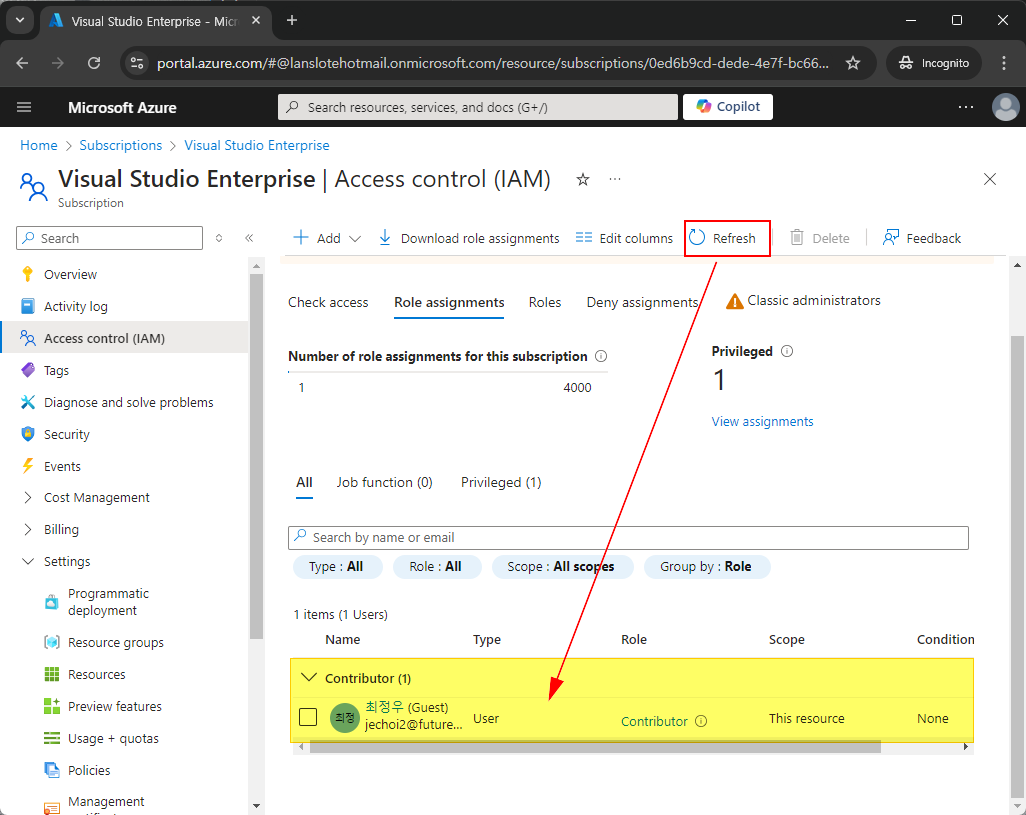 Visual Studio Enterprise - Micr
portal.azure.com/#@lanslotehotmail.onmicrosoft.com/resource/subscriptions/0ed6b9cd-dede-4e7f-bc66...
Incognito
Microsoft Azure
Search resources, services, and docs (G+/)
Copilot
Home > Subscriptions > Visual Studio Enterprise
Visual Studio Enterprise | Access control (IAM)
Subscription
Search
Add
Download role assignments
Edit columns
Refresh
Delete
Feedback
Overview
Activity log
Access control (IAM)
Tags
Diagnose and solve problems
Security
Events
Cost Management
Billing
Settings
Programmatic
deployment
Resource groups
Resources
Preview features
Usage + quotas
Policies
Management
Check access
Role assignments
Roles
Deny assignments
Classic administrators
Number of role assignments for this subscription
1
4000
Privileged
1
View assignments
All
Job function (0)
Privileged (1)
Search by name or email
Type : All
Role : All
Scope : All scopes
Group by : Role
1 items (1 Users)
Name
Type
Role
Scope
Condition
Contributor (1)
최정
최정우 (Guest)
jechoi2@future...
User
Contributor
This resource
None